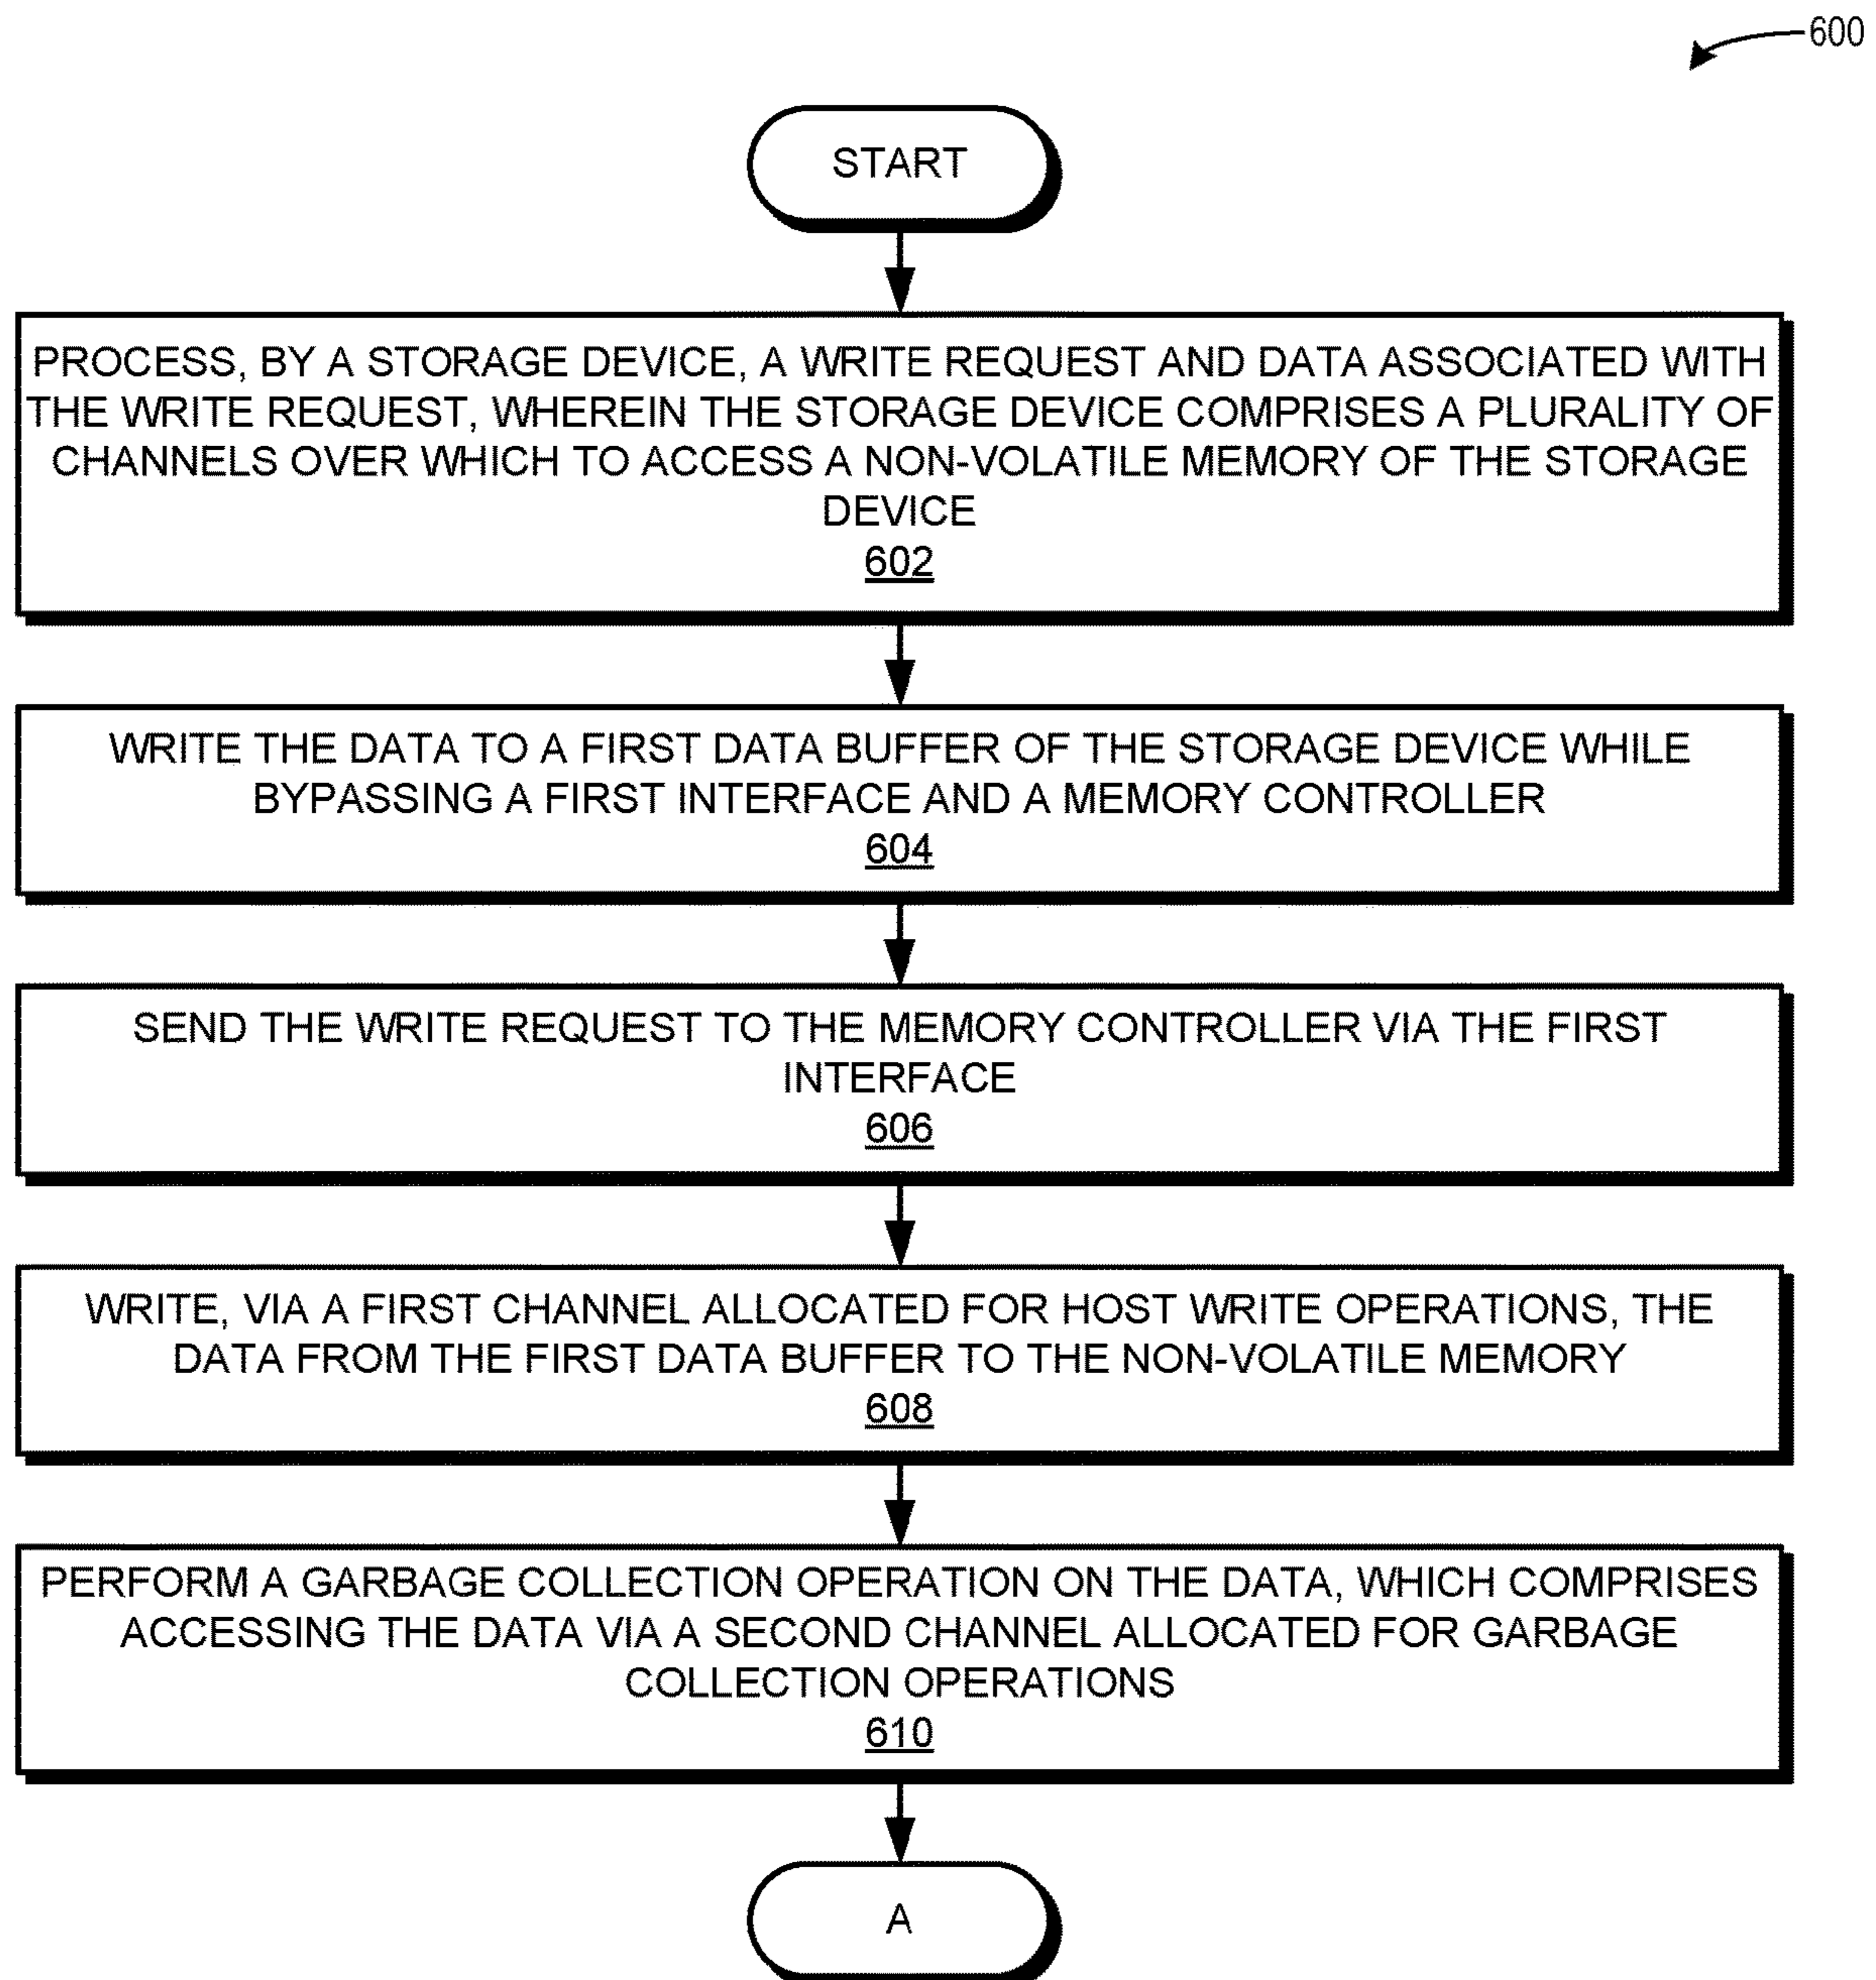 600
START
PROCESS, BY A STORAGE DEVICE, A WRITE REQUEST AND DATA ASSOCIATED WITH
THE WRITE REQUEST, WHEREIN THE STORAGE DEVICE COMPRISES A PLURALITY OF
CHANNELS OVER WHICH TO ACCESS A NON-VOLATILE MEMORY OF THE STORAGE
DEVICE
602
WRITE THE DATA TO A FIRST DATA BUFFER OF THE STORAGE DEVICE WHILE
BYPASSING A FIRST INTERFACE AND A MEMORY CONTROLLER
604
SEND THE WRITE REQUEST TO THE MEMORY CONTROLLER VIA THE FIRST
INTERFACE
606
WRITE, VIA A FIRST CHANNEL ALLOCATED FOR HOST WRITE OPERATIONS, THE
DATA FROM THE FIRST DATA BUFFER TO THE NON-VOLATILE MEMORY
608
PERFORM A GARBAGE COLLECTION OPERATION ON THE DATA, WHICH COMPRISES
ACCESSING THE DATA VIA A SECOND CHANNEL ALLOCATED FOR GARBAGE
COLLECTION OPERATIONS
610
A